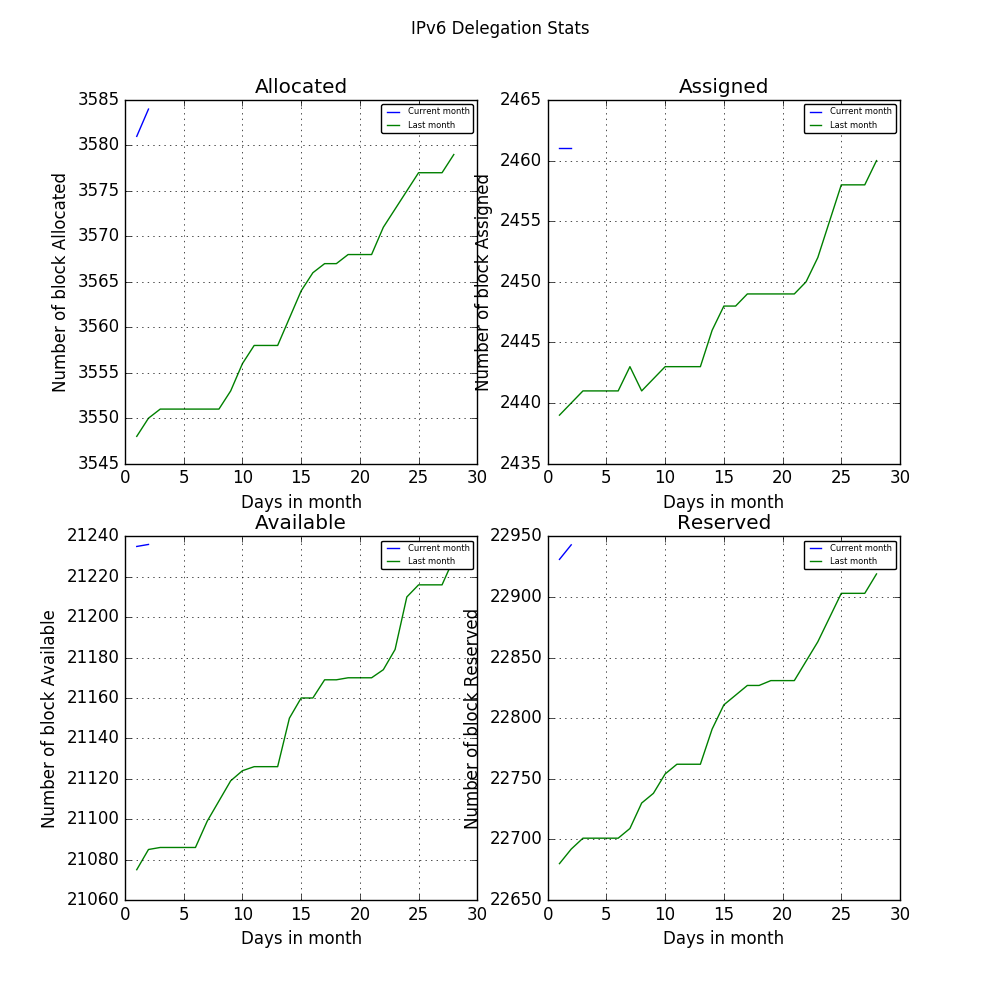 IPv6 Delegation Stats
Allocated
Number of block Allocated
3585
3580
3575
3570
3565
3560
3555
3550
3545
Current month
Last month
0 5 10 15 20 25 30
Days in month
Assigned
Number of block Assigned
2465
2460
2455
2450
2445
2440
2435
Current month
Last month
0 5 10 15 20 25 30
Days in month
Available
Number of block Available
21240
21220
21200
21180
21160
21140
21120
21100
21080
21060
Current month
Last month
0 5 10 15 20 25 30
Days in month
Reserved
Number of block Reserved
22950
22900
22850
22800
22750
22700
22650
Current month
Last month
0 5 10 15 20 25 30
Days in month